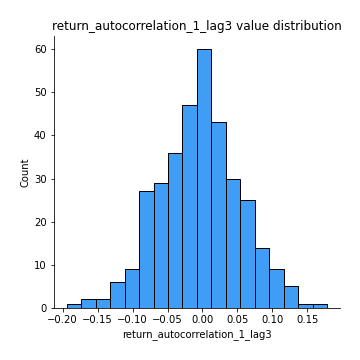 return_autocorrelation_1_lag3 value distribution
60
50
40
30
20
10
0
Count
−0.20 −0.15 −0.10 −0.05 0.00 0.05 0.10 0.15
return_autocorrelation_1_lag3